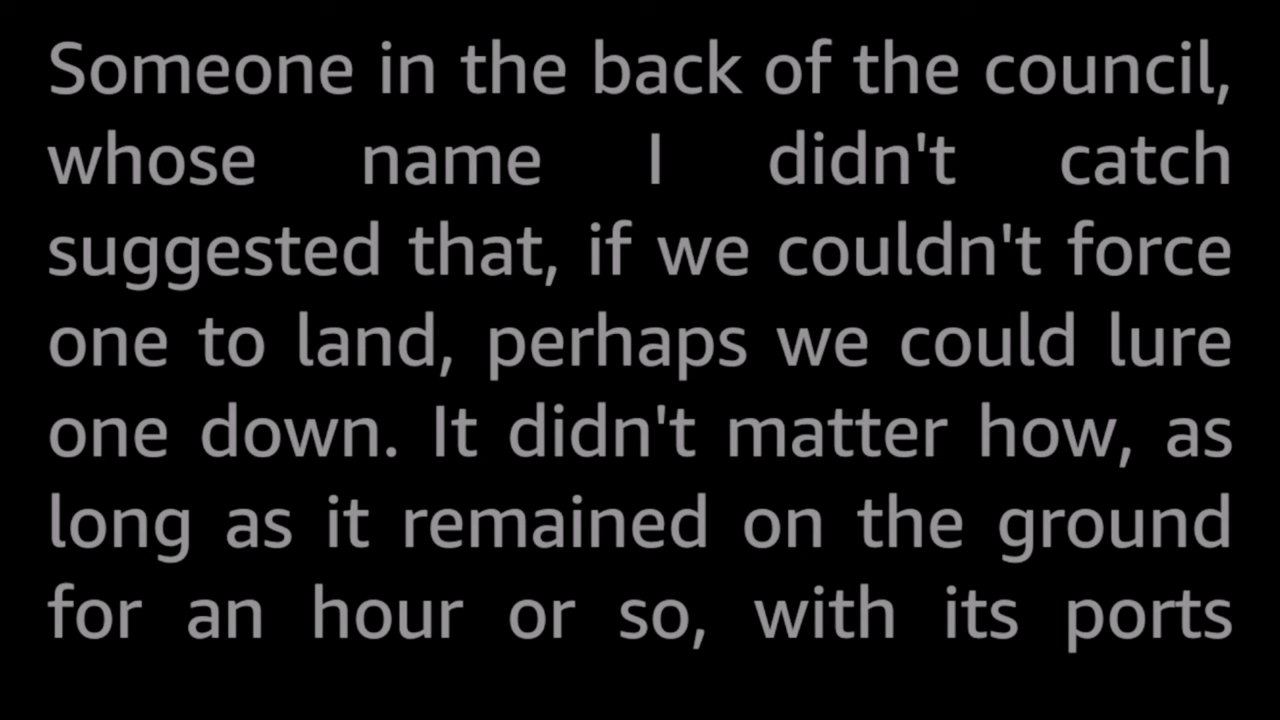 Someone in the back of the council,
whose name I didn't catch
suggested that, if we couldn't force
one to land, perhaps we could lure
one down. It didn't matter how, as
long as it remained on the ground
for an hour or so, with its ports